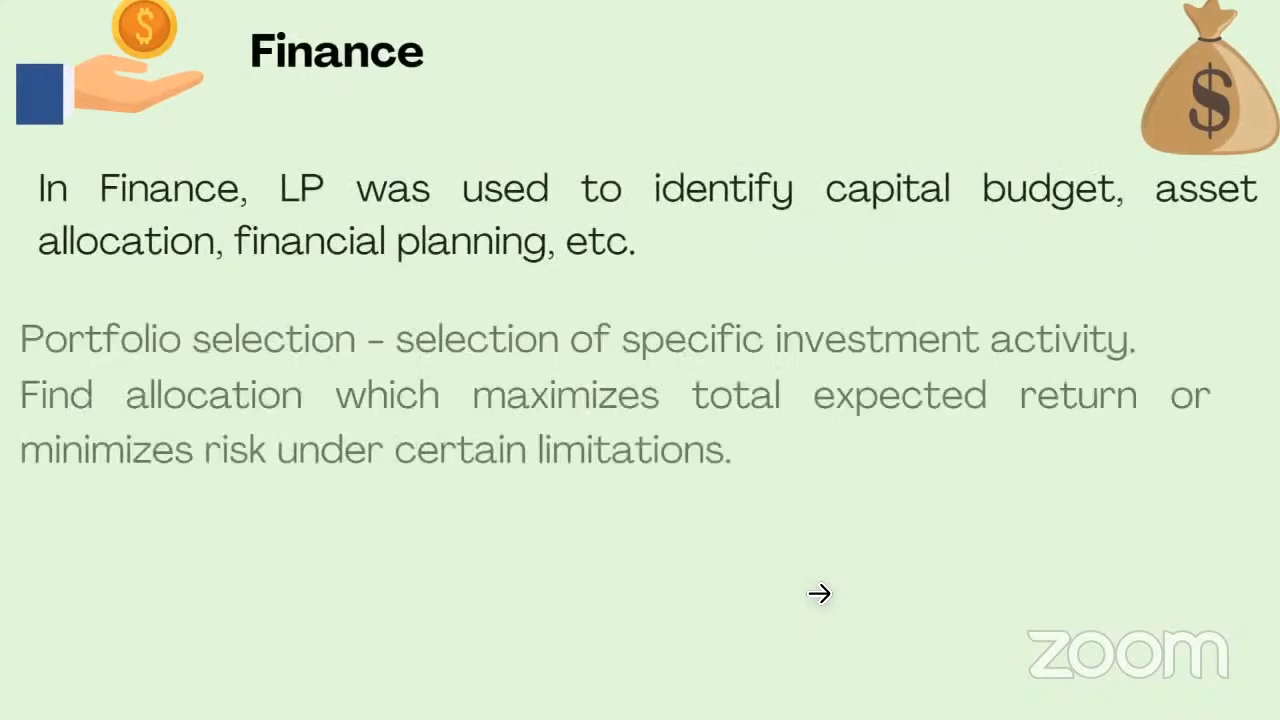 $
Finance
$
In Finance, LP was used to identify capital budget, asset
allocation, financial planning, etc.
Portfolio selection - selection of specific investment activity.
Find allocation which maximizes total expected return or
minimizes risk under certain limitations.
zoom